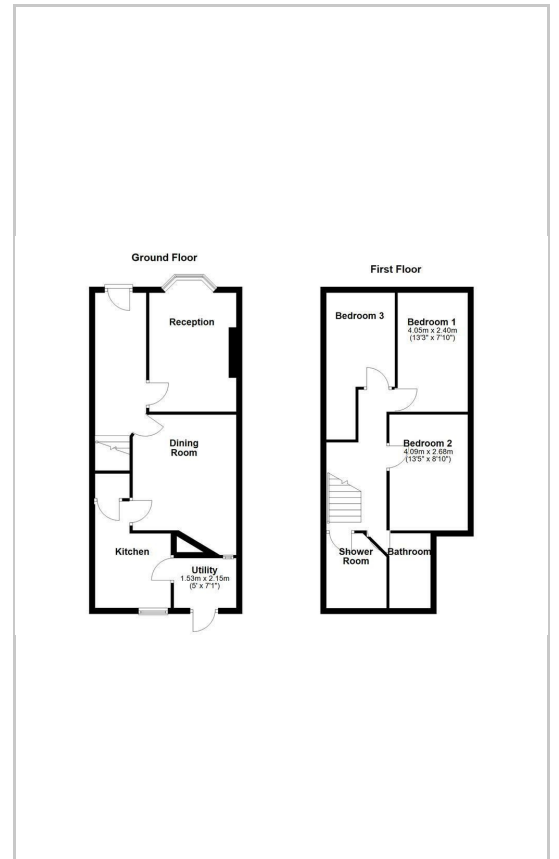 Ground Floor
Reception
Dining
Room
Kitchen
Utility
1.53m x 2.15m
(5' x 7'1")
First Floor
Bedroom 3
Bedroom 1
4.05m x 2.40m
(13'3" x 7'10")
Bedroom 2
4.09m x 2.68m
(13'5" x 8'10")
Shower
Room
Bathroom